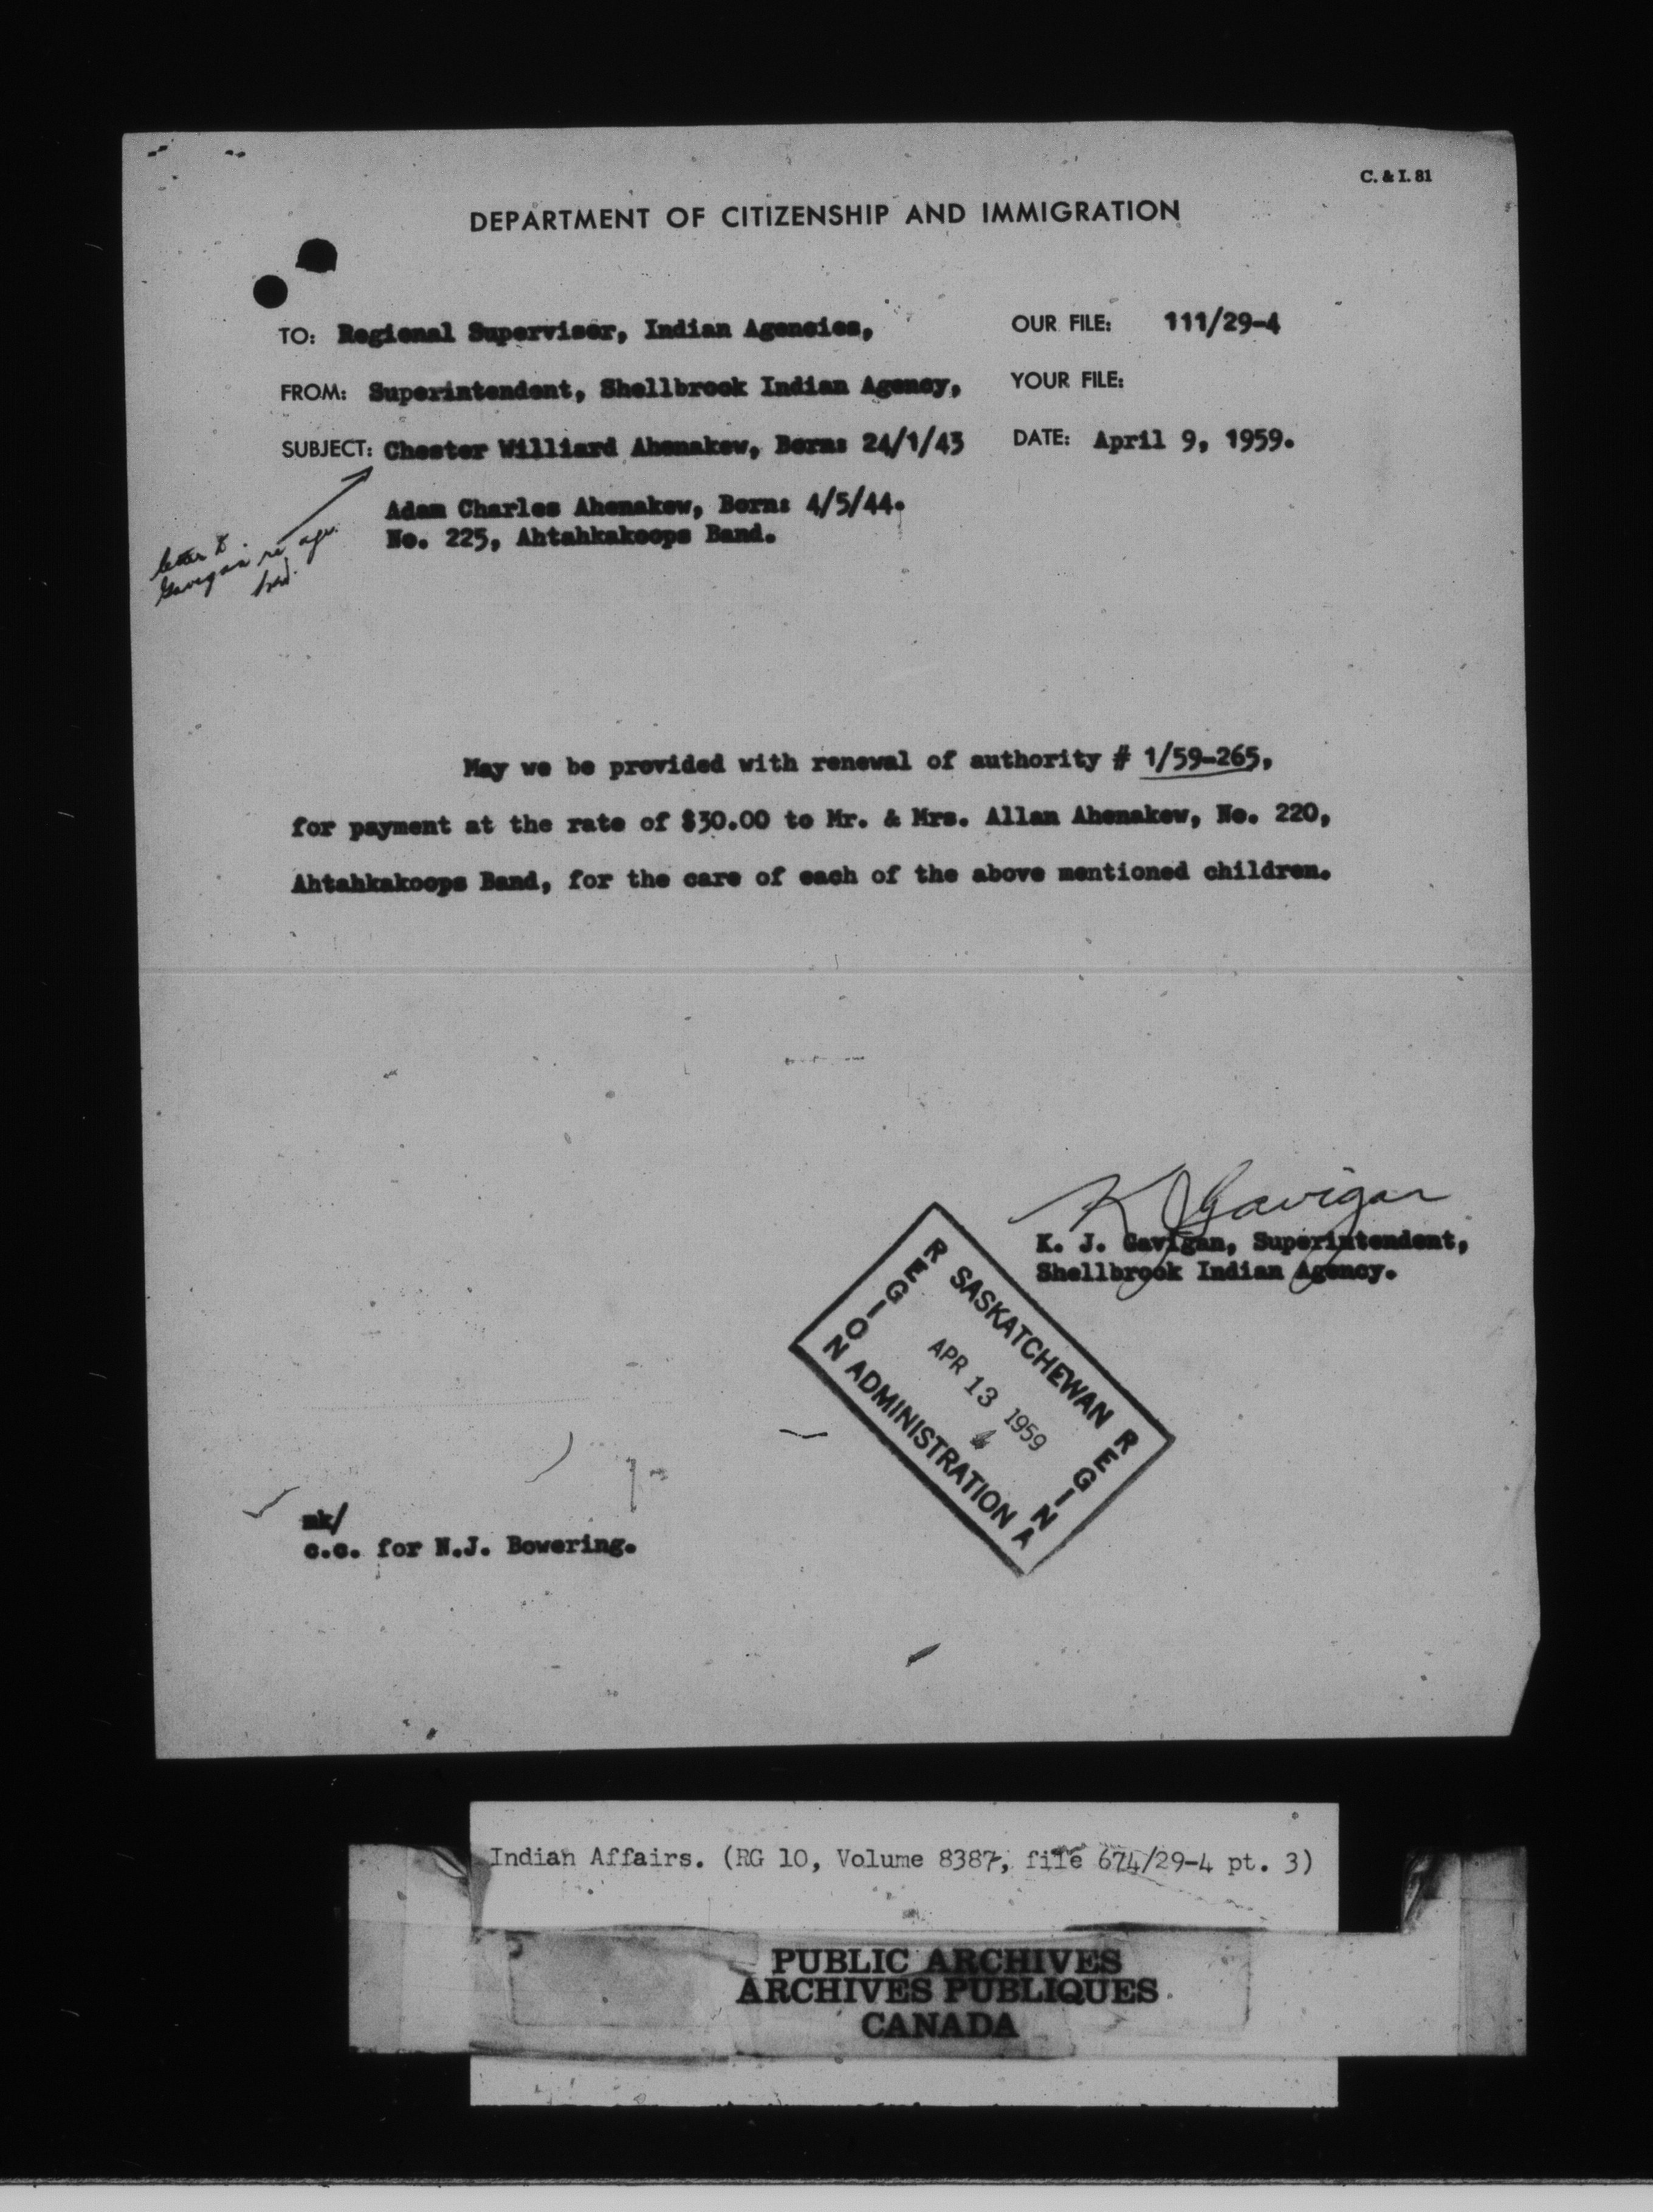 C. & I. 81
DEPARTMENT OF CITIZENSHIP AND IMMIGRATION
TO: Regional Supervisor, Indian Agencies,
OUR FILE: 111/29-4
FROM: Superintendent, Shellbrook Indian Agency,
YOUR FILE:
SUBJECT: Chester Williard Ahenakew, Born: 24/1/43
DATE: April 9, 1959.
Adam Charles Ahenakew, Born: 4/5/44.
No. 225, Ahtahkakoops Band.
letter to
Gavigan re age
May we be provided with renewal of authority # 1/59-265,
for payment at the rate of $30.00 to Mr. & Mrs. Allan Ahenakew, No. 220,
Ahtahkakoops Band, for the care of each of the above mentioned children.
K J Gavigan
K. J. Gavigan, Superintendent,
Shellbrook Indian Agency.
SASKATCHEWAN
REGION
APR 13 1959
REGINA
ADMINISTRATION
mk/
c.c. for N.J. Bowering.
Indian Affairs. (RG 10, Volume 8387, file 674/29-4 pt. 3)
PUBLIC ARCHIVES
ARCHIVES PUBLIQUES
CANADA